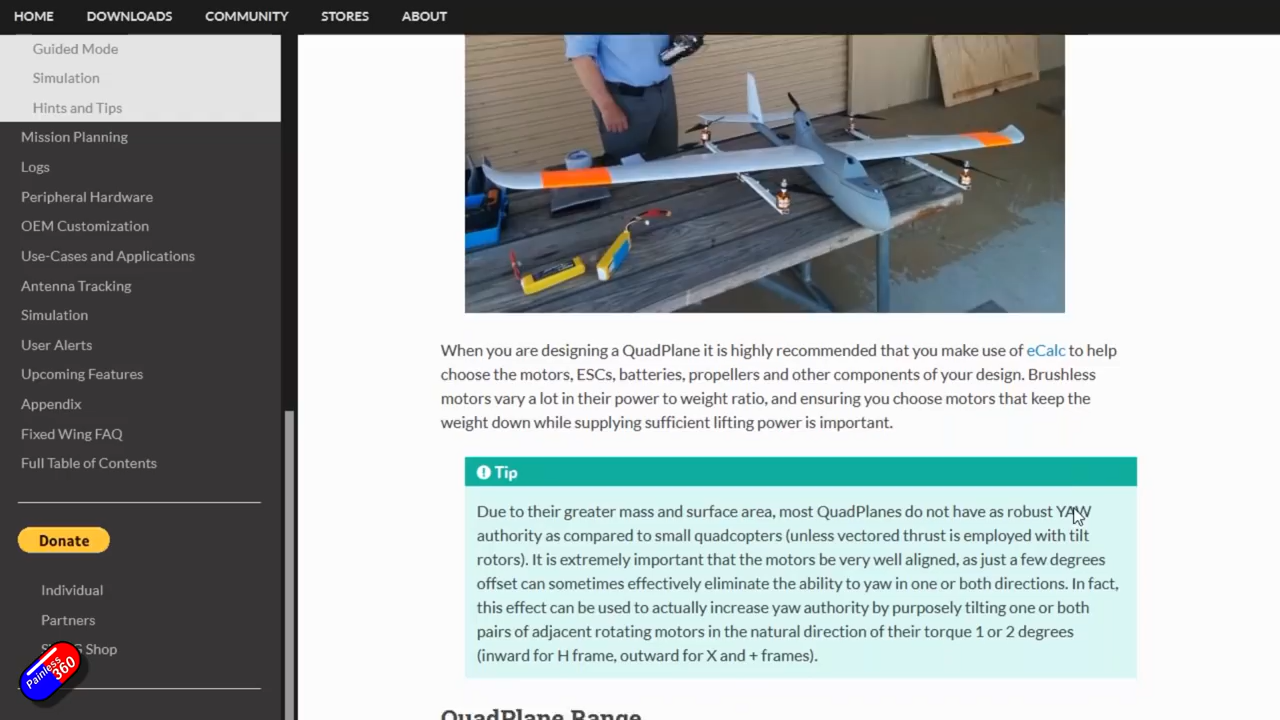 HOME DOWNLOADS COMMUNITY STORES ABOUT
Guided Mode
Simulation
Hints and Tips
Mission Planning
Logs
Peripheral Hardware
OEM Customization
Use-Cases and Applications
Antenna Tracking
Simulation
User Alerts
Upcoming Features
Appendix
Fixed Wing FAQ
Full Table of Contents
Donate
Individual
Partners
Shop
Painless
360
When you are designing a QuadPlane it is highly recommended that you make use of eCalc to help
choose the motors, ESCs, batteries, propellers and other components of your design. Brushless
motors vary a lot in their power to weight ratio, and ensuring you choose motors that keep the
weight down while supplying sufficient lifting power is important.
Tip
Due to their greater mass and surface area, most QuadPlanes do not have as robust YAW
authority as compared to small quadcopters (unless vectored thrust is employed with tilt
rotors). It is extremely important that the motors be very well aligned, as just a few degrees
offset can sometimes effectively eliminate the ability to yaw in one or both directions. In fact,
this effect can be used to actually increase yaw authority by purposely tilting one or both
pairs of adjacent rotating motors in the natural direction of their torque 1 or 2 degrees
(inward for H frame, outward for X and + frames).
QuadPlane Range